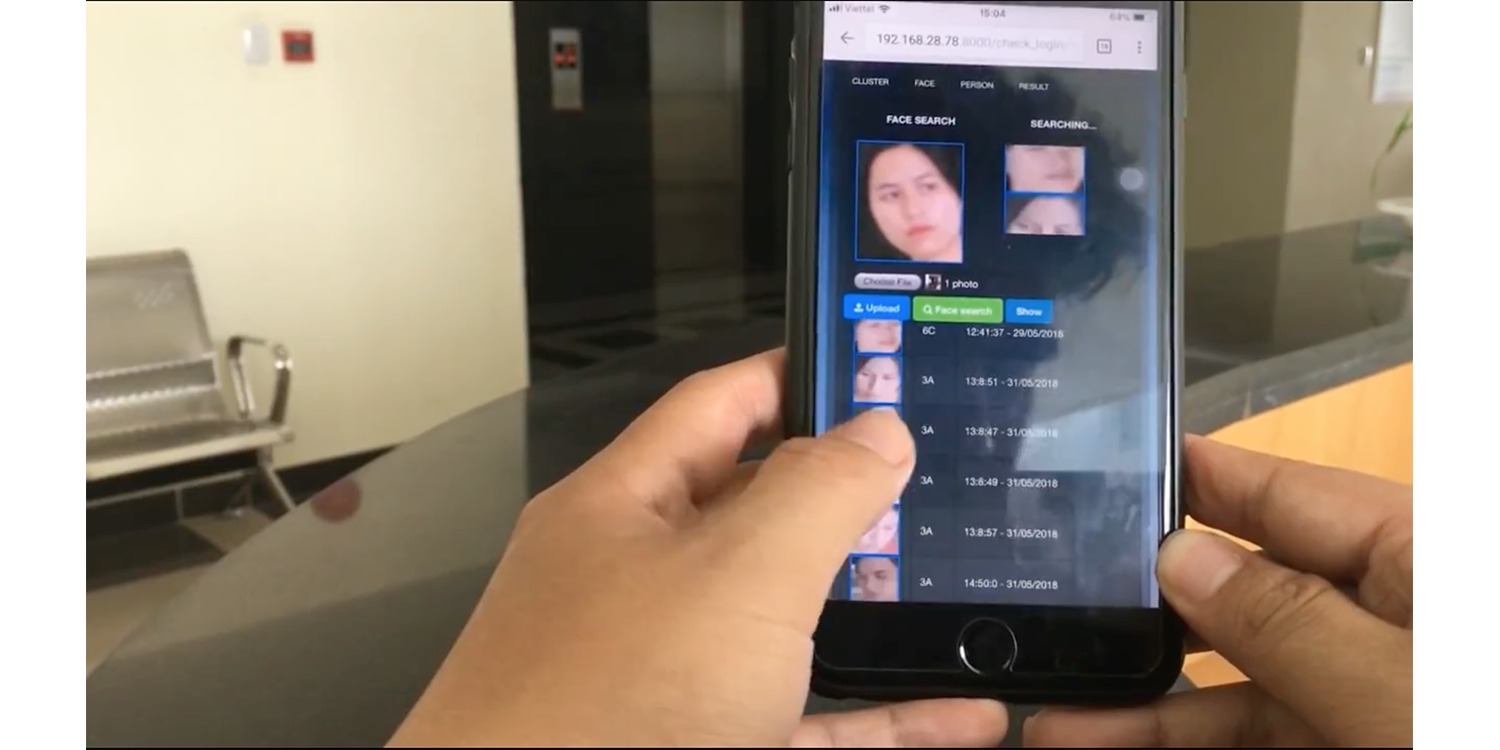 Viettel 15:04 64%
192.168.28.78:8000/check_login/ 18
CLUSTER FACE PERSON RESULT
FACE SEARCH SEARCHING...
Choose File 1 photo
Upload Face search Show
6C 12:41:37 - 29/05/2018
3A 13:8:51 - 31/05/2018
3A 13:8:47 - 31/05/2018
3A 13:8:49 - 31/05/2018
3A 13:8:57 - 31/05/2018
3A 14:50:0 - 31/05/2018